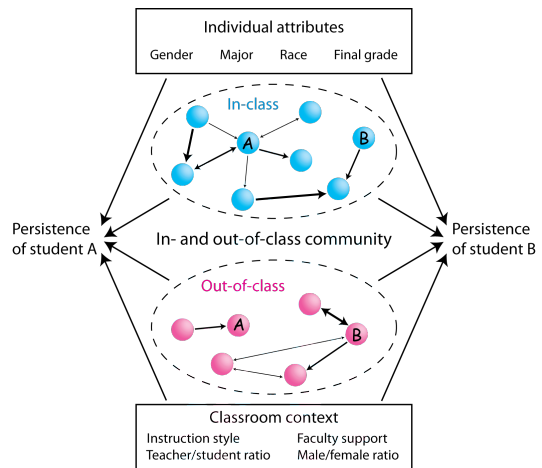 Individual attributes
Gender Major Race Final grade
In-class
A
B
Persistence
of student A
In- and out-of-class community
Persistence
of student B
Out-of-class
A
B
Classroom context
Instruction style Faculty support
Teacher/student ratio Male/female ratio